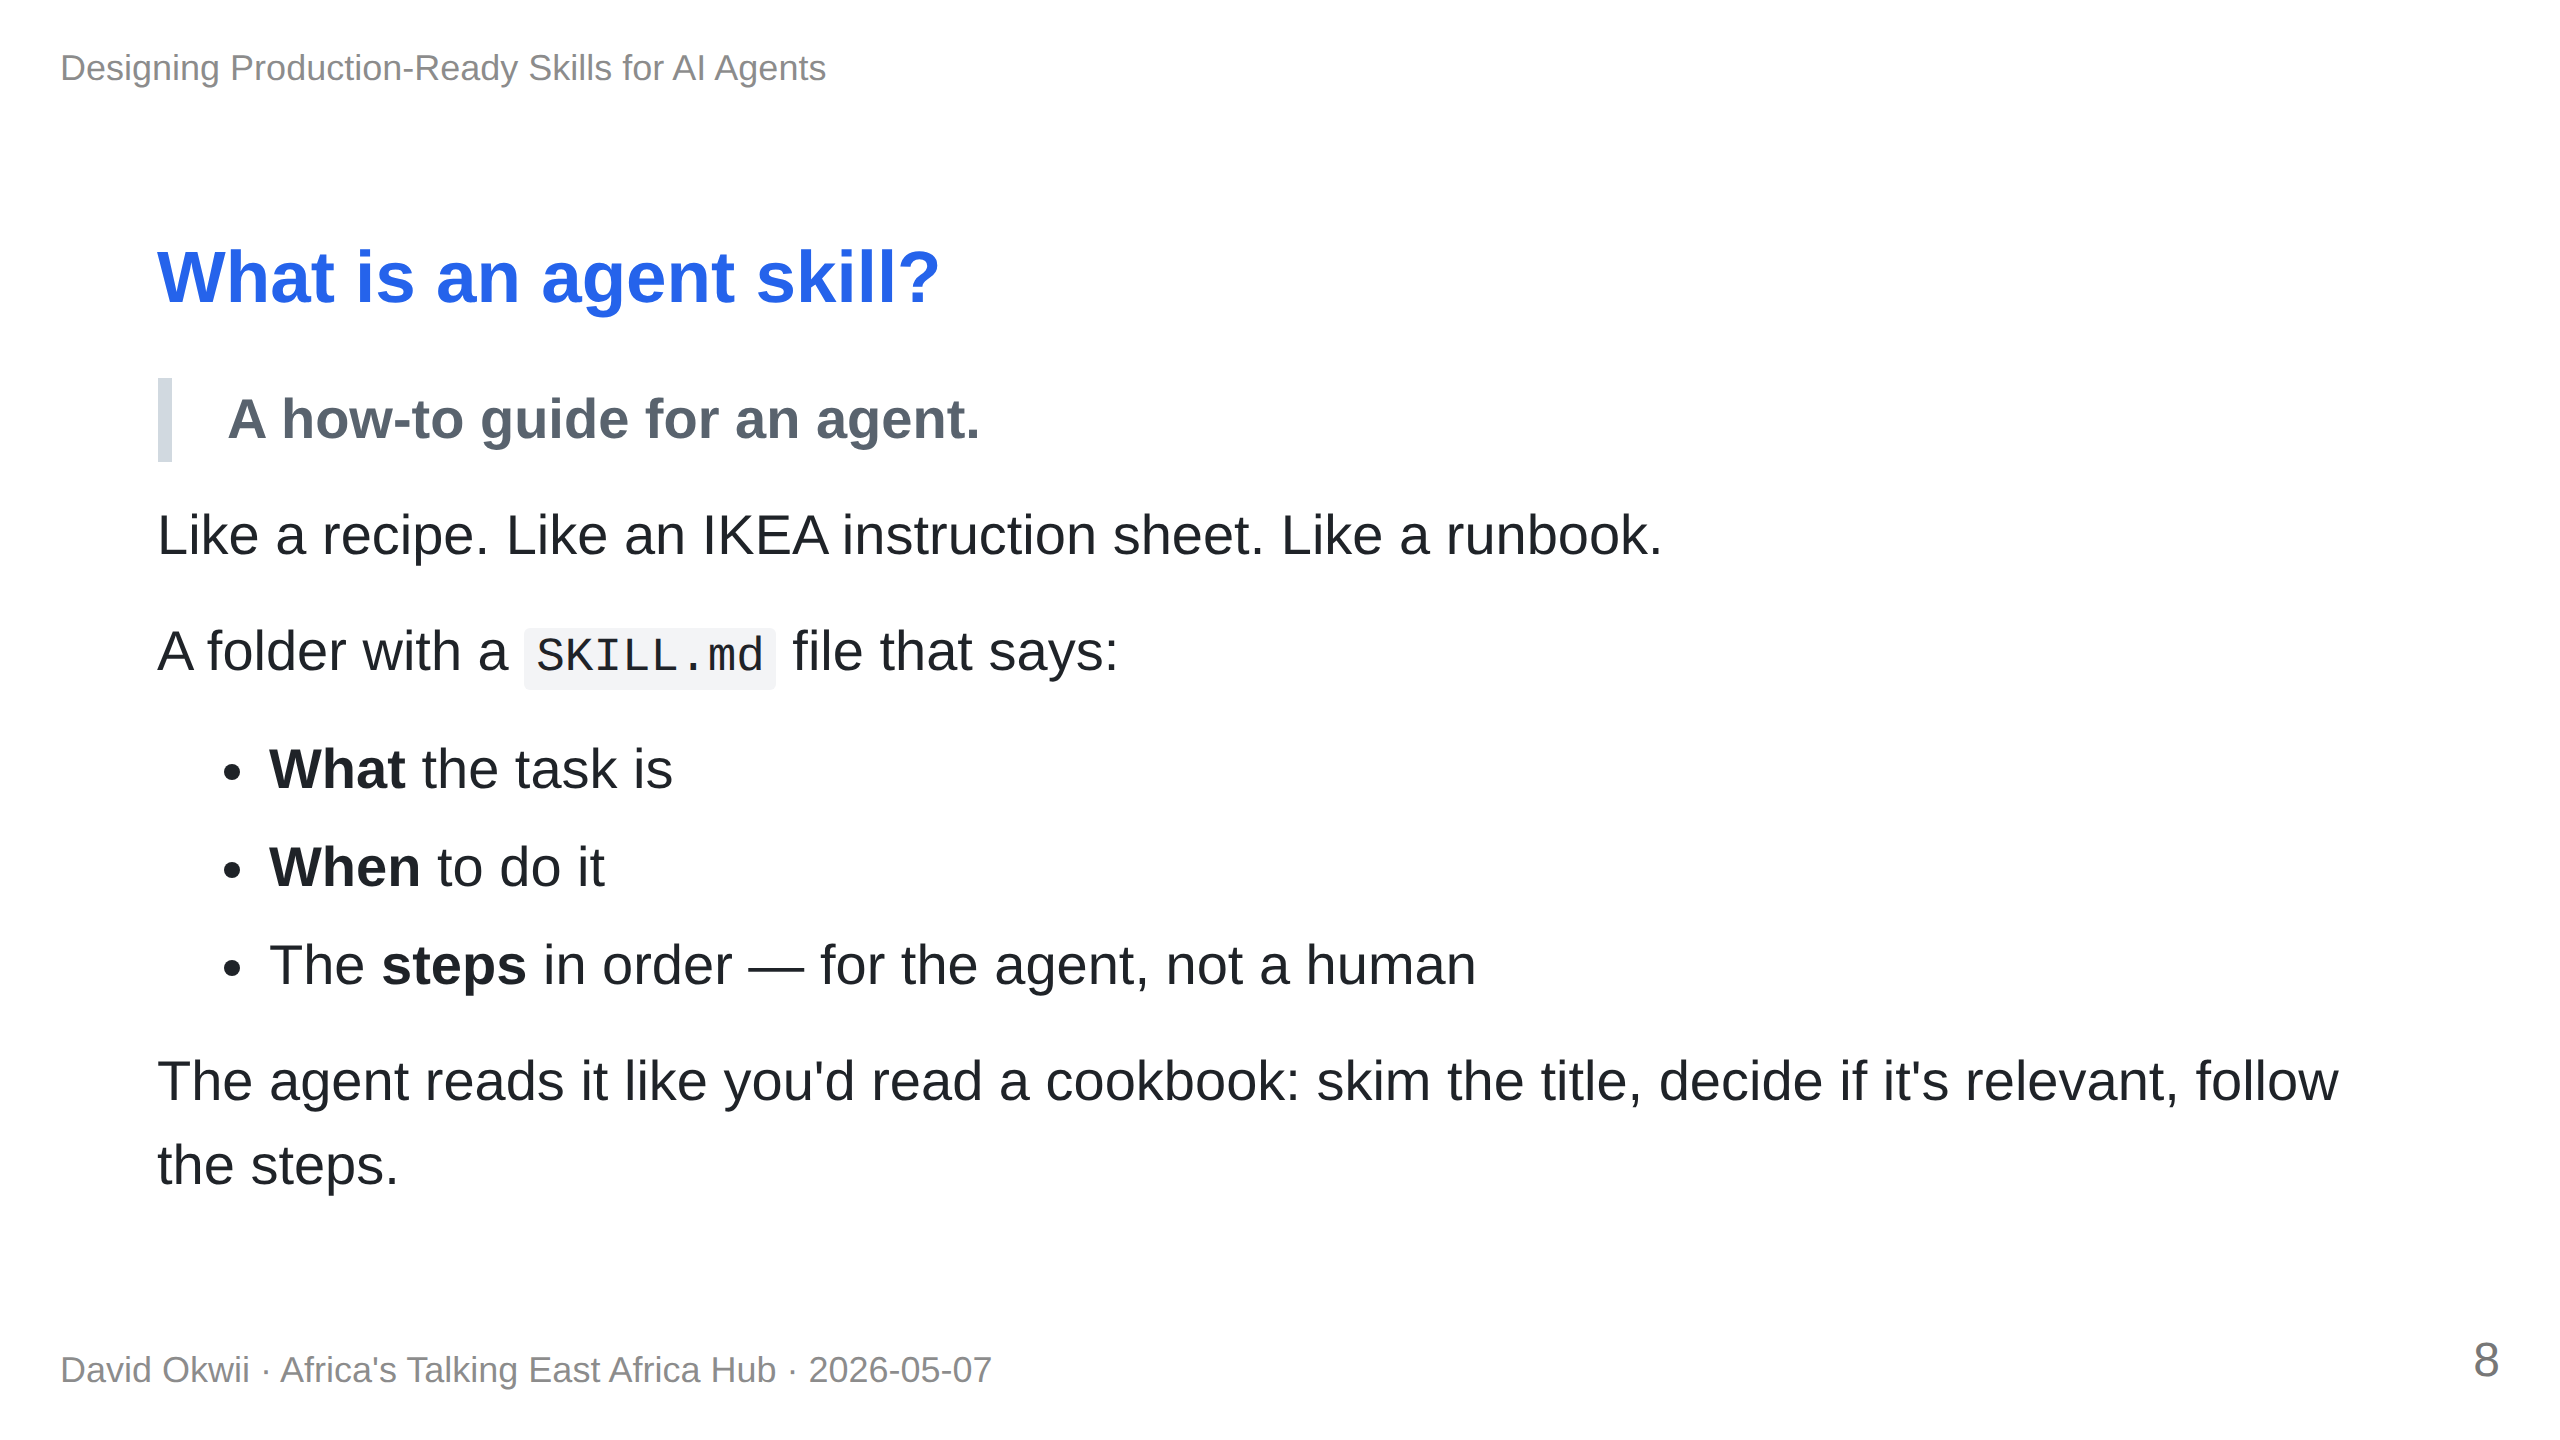 Designing Production-Ready Skills for AI Agents
What is an agent skill?
A how-to guide for an agent.
Like a recipe. Like an IKEA instruction sheet. Like a runbook.
A folder with a SKILL.md file that says:
• What the task is
• When to do it
• The steps in order — for the agent, not a human
The agent reads it like you'd read a cookbook: skim the title, decide if it's relevant, follow
the steps.
David Okwii · Africa's Talking East Africa Hub · 2026-05-07
8